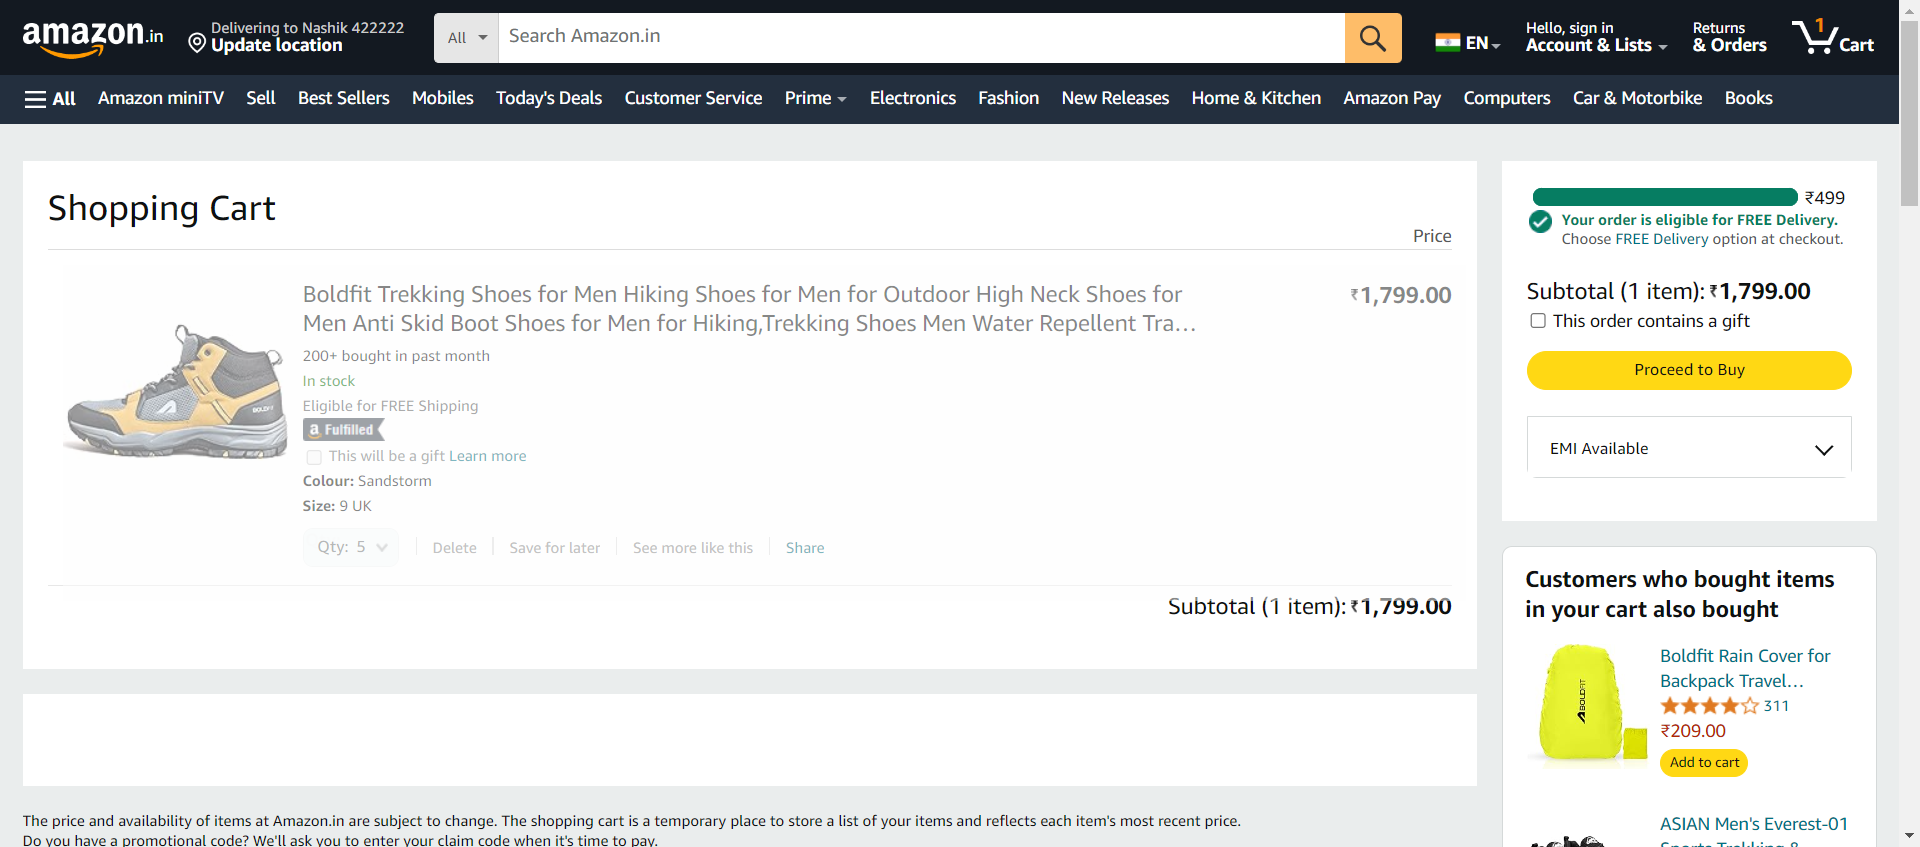 amazon.in
Delivering to Nashik 422222
Update location
All
Search Amazon.in
EN
Hello, sign in
Account & Lists
Returns
& Orders
1
Cart
All
Amazon miniTV
Sell
Best Sellers
Mobiles
Today's Deals
Customer Service
Prime
Electronics
Fashion
New Releases
Home & Kitchen
Amazon Pay
Computers
Car & Motorbike
Books
Shopping Cart
Price
Boldfit Trekking Shoes for Men Hiking Shoes for Men for Outdoor High Neck Shoes for
Men Anti Skid Boot Shoes for Men for Hiking,Trekking Shoes Men Water Repellent Tra…
₹1,799.00
200+ bought in past month
In stock
Eligible for FREE Shipping
a Fulfilled
This will be a gift Learn more
Colour: Sandstorm
Size: 9 UK
Qty: 5
Delete
Save for later
See more like this
Share
BOLDFIT
Subtotal (1 item): ₹1,799.00
₹499
Your order is eligible for FREE Delivery.
Choose FREE Delivery option at checkout.
Subtotal (1 item): ₹1,799.00
This order contains a gift
Proceed to Buy
EMI Available
Customers who bought items
in your cart also bought
BOLDFIT
Boldfit Rain Cover for
Backpack Travel…
311
₹209.00
Add to cart
ASIAN Men's Everest-01
Sports Trekking &
The price and availability of items at Amazon.in are subject to change. The shopping cart is a temporary place to store a list of your items and reflects each item's most recent price.
Do you have a promotional code? We'll ask you to enter your claim code when it's time to pay.